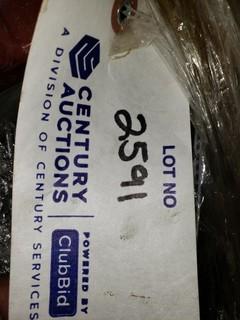 CENTURY
AUCTIONS
A DIVISION OF CENTURY SERVICES
POWERED BY
ClubBid
LOT NO
2591